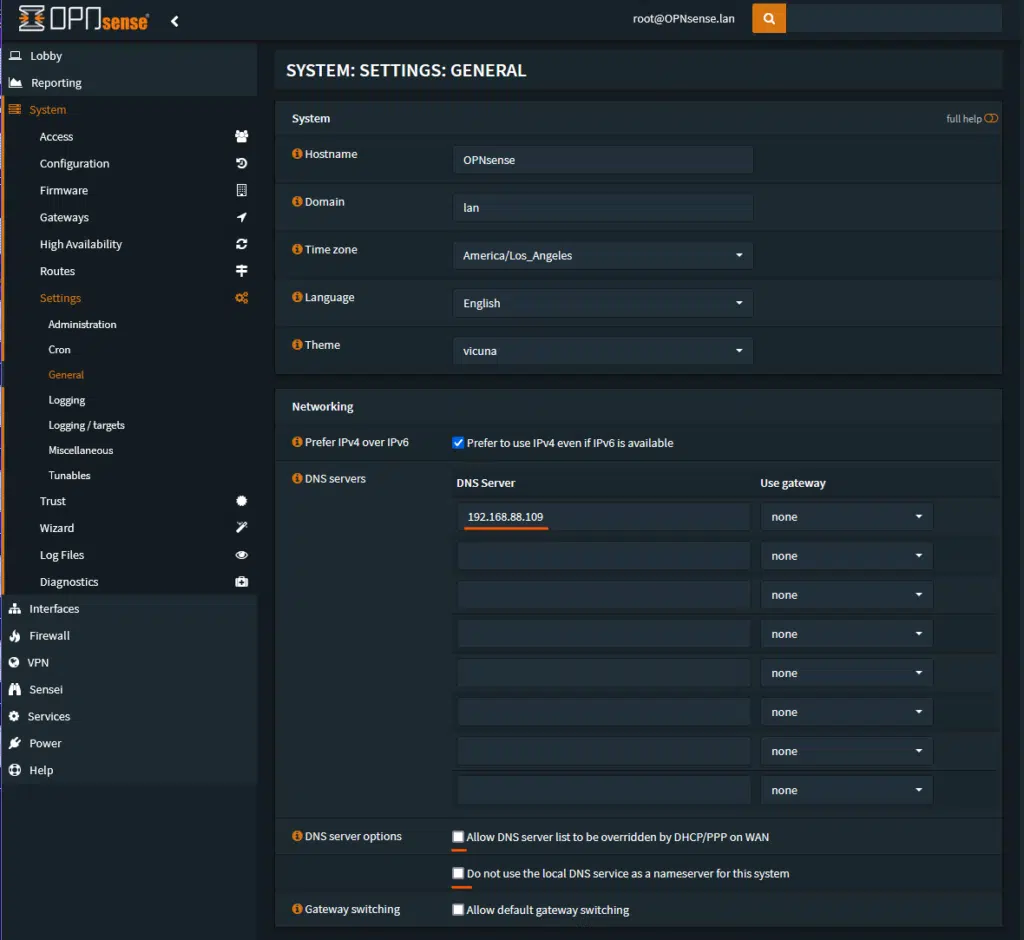 OPNsense
root@OPNsense.lan
Lobby
Reporting
System
Access
Configuration
Firmware
Gateways
High Availability
Routes
Settings
Administration
Cron
General
Logging
Logging / targets
Miscellaneous
Tunables
Trust
Wizard
Log Files
Diagnostics
Interfaces
Firewall
VPN
Sensei
Services
Power
Help
SYSTEM: SETTINGS: GENERAL
System full help
Hostname OPNsense
Domain lan
Time zone America/Los_Angeles
Language English
Theme vicuna
Networking
Prefer IPv4 over IPv6 Prefer to use IPv4 even if IPv6 is available
DNS servers DNS Server Use gateway
192.168.88.109 none
none
none
none
none
none
none
none
DNS server options Allow DNS server list to be overridden by DHCP/PPP on WAN
Do not use the local DNS service as a nameserver for this system
Gateway switching Allow default gateway switching